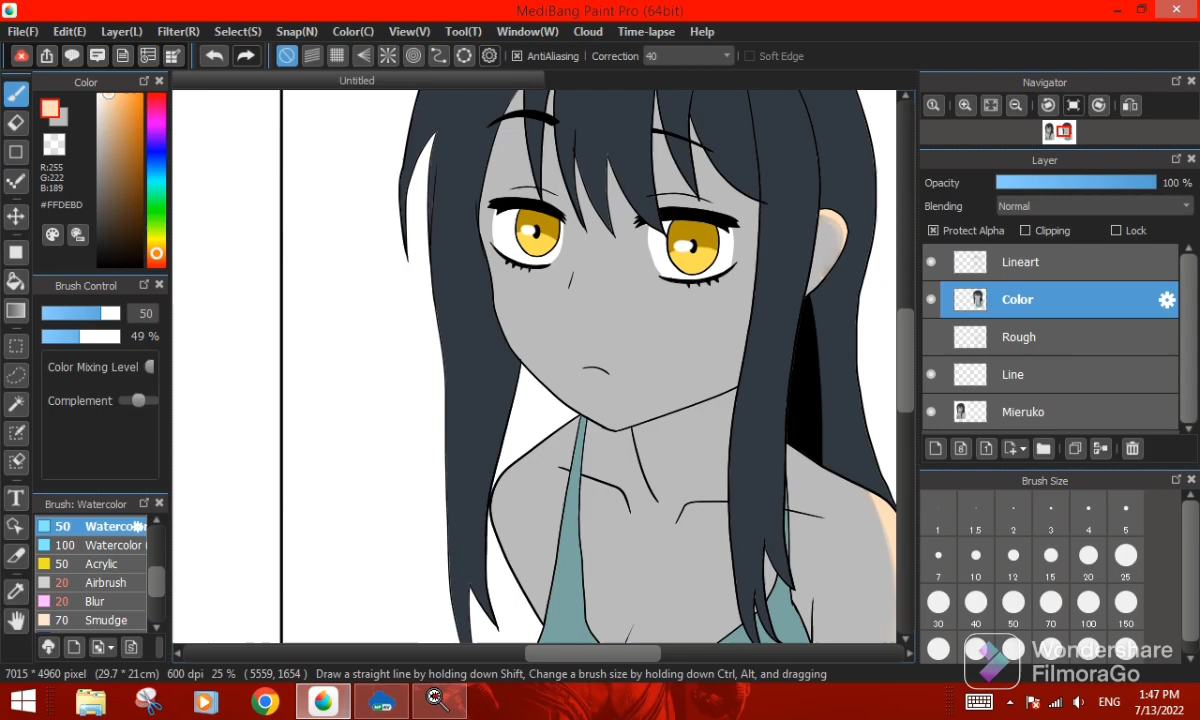 MediBang Paint Pro (64bit)
File(F) Edit(E) Layer(L) Filter(R) Select(S) Snap(N) Color(C) View(V) Tool(T) Window(W) Cloud Time-lapse Help
AntiAliasing Correction 40 Soft Edge
Color
Untitled
Navigator
R:255
G:222
B:189
#FFDEBD
Layer
Opacity 100 %
Blending Normal
Protect Alpha Clipping Lock
Lineart
Color
Rough
Line
Mieruko
Brush Control
50
49 %
Color Mixing Level
Complement
Brush: Watercolor
50 Watercolor
100 Watercolor (
50 Acrylic
20 Airbrush
20 Blur
70 Smudge
Brush Size
1 1.5 2 3 4 5
7 10 12 15 20 25
30 40 50 70 100 150
Wondershare
FilmoraGo
7015 * 4960 pixel (29.7 * 21cm) 600 dpi 25 % ( 5559, 1654 ) Draw a straight line by holding down Shift, Change a brush size by holding down Ctrl, Alt, and dragging
ENG
1:47 PM
7/13/2022